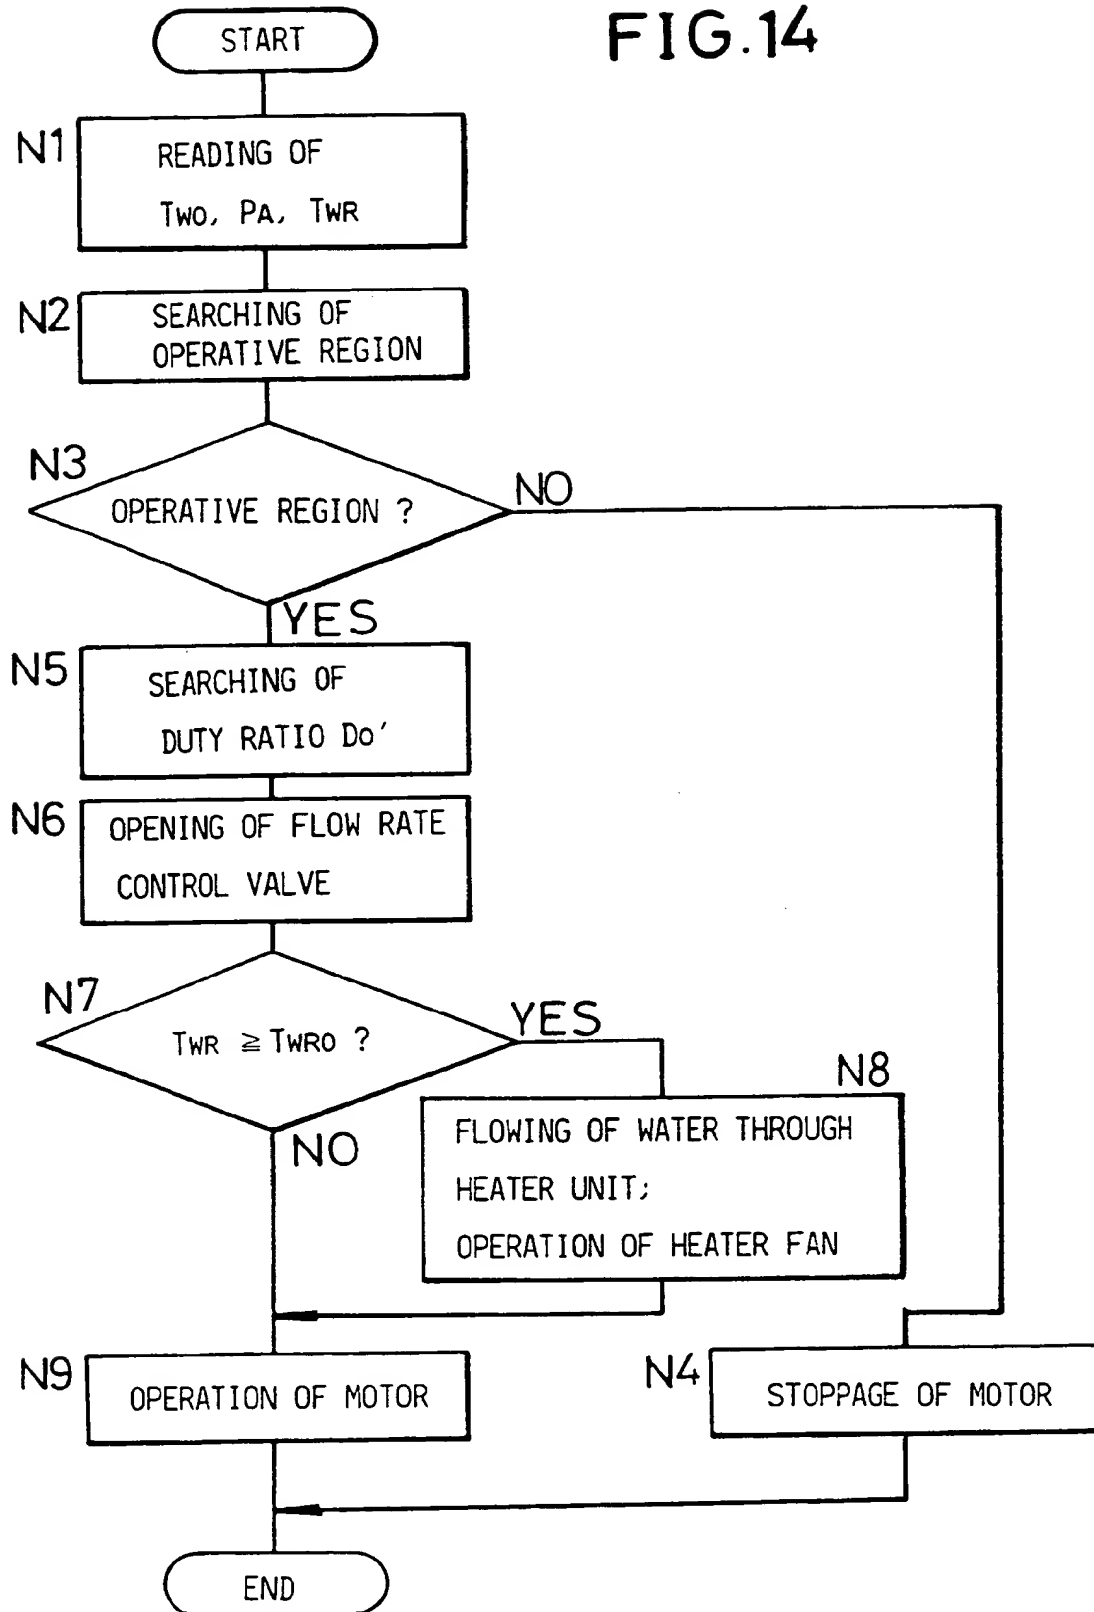 FIG.14
START
N1
READING OF
TWO, PA, TWR
N2
SEARCHING OF
OPERATIVE REGION
N3
OPERATIVE REGION ?
NO
YES
N5
SEARCHING OF
DUTY RATIO DO'
N6
OPENING OF FLOW RATE
CONTROL VALVE
N7
TWR ≧ TWRO ?
YES
NO
N8
FLOWING OF WATER THROUGH
HEATER UNIT;
OPERATION OF HEATER FAN
N9
OPERATION OF MOTOR
N4
STOPPAGE OF MOTOR
END